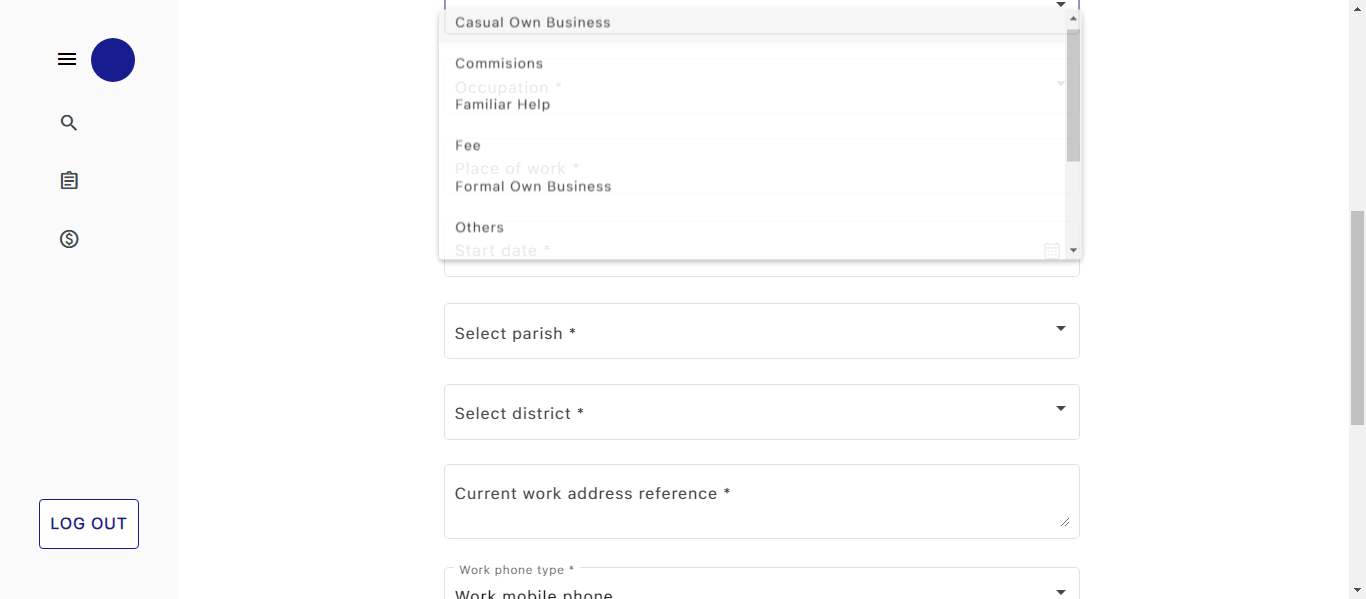 Casual Own Business
Commisions
Occupation *
Familiar Help
Fee
Place of work *
Formal Own Business
Others
Start date *
Select parish *
Select district *
Current work address reference *
Work phone type *
Work mobile phone
LOG OUT